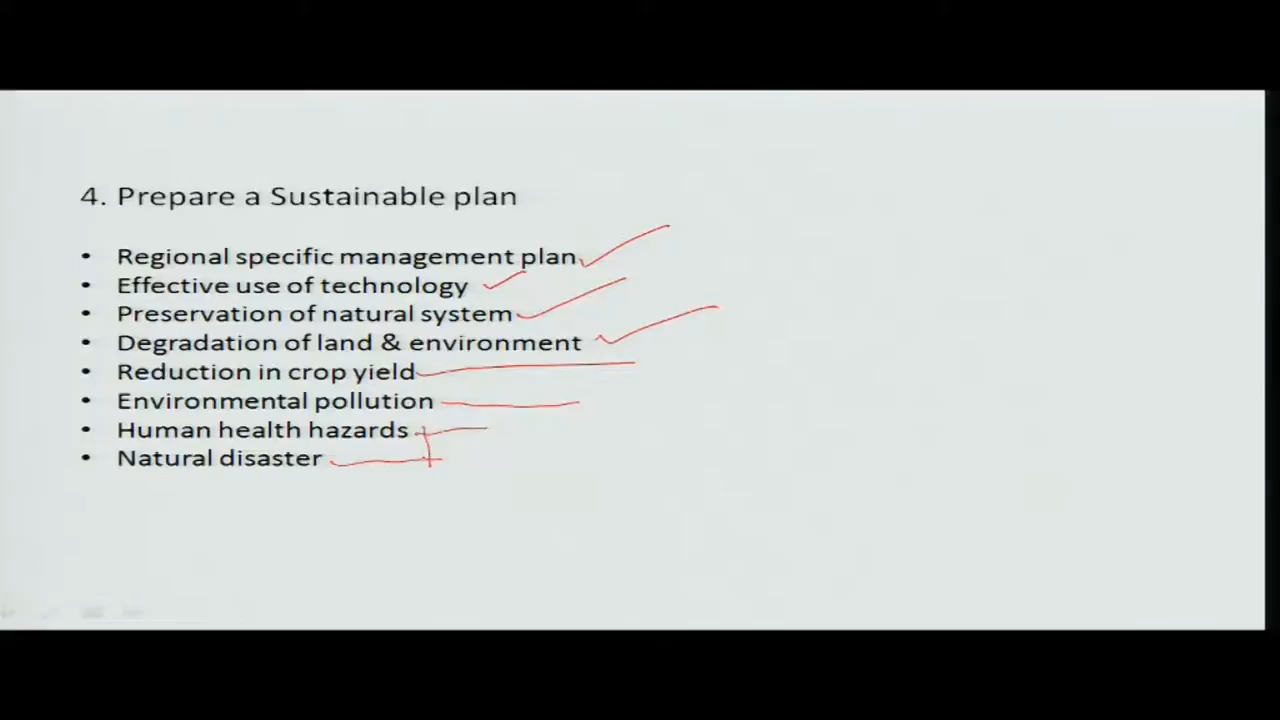 4. Prepare a Sustainable plan
• Regional specific management plan
• Effective use of technology
• Preservation of natural system
• Degradation of land & environment
• Reduction in crop yield
• Environmental pollution
• Human health hazards
• Natural disaster